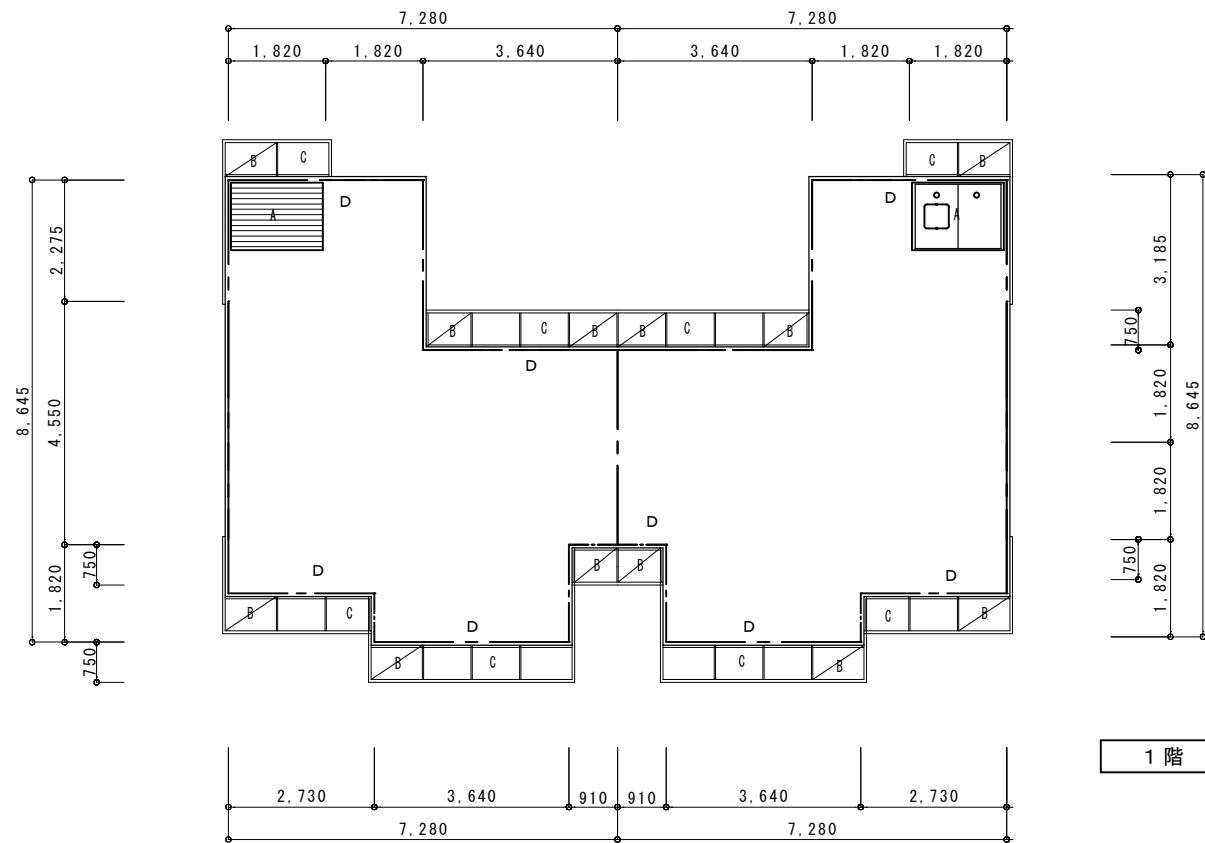 7,280 7,280
1,820 1,820 3,640 3,640 1,820 1,820
B C C B
A D D A
2,275 3,185
750
B C B B C B
D
8,645 4,550 1,820 8,645
1,820
D
750 B B 750
D D
1,820 1,820
B C C B
D D
750
B C C B
1階
2,730 3,640 910 910 3,640 2,730
7,280 7,280